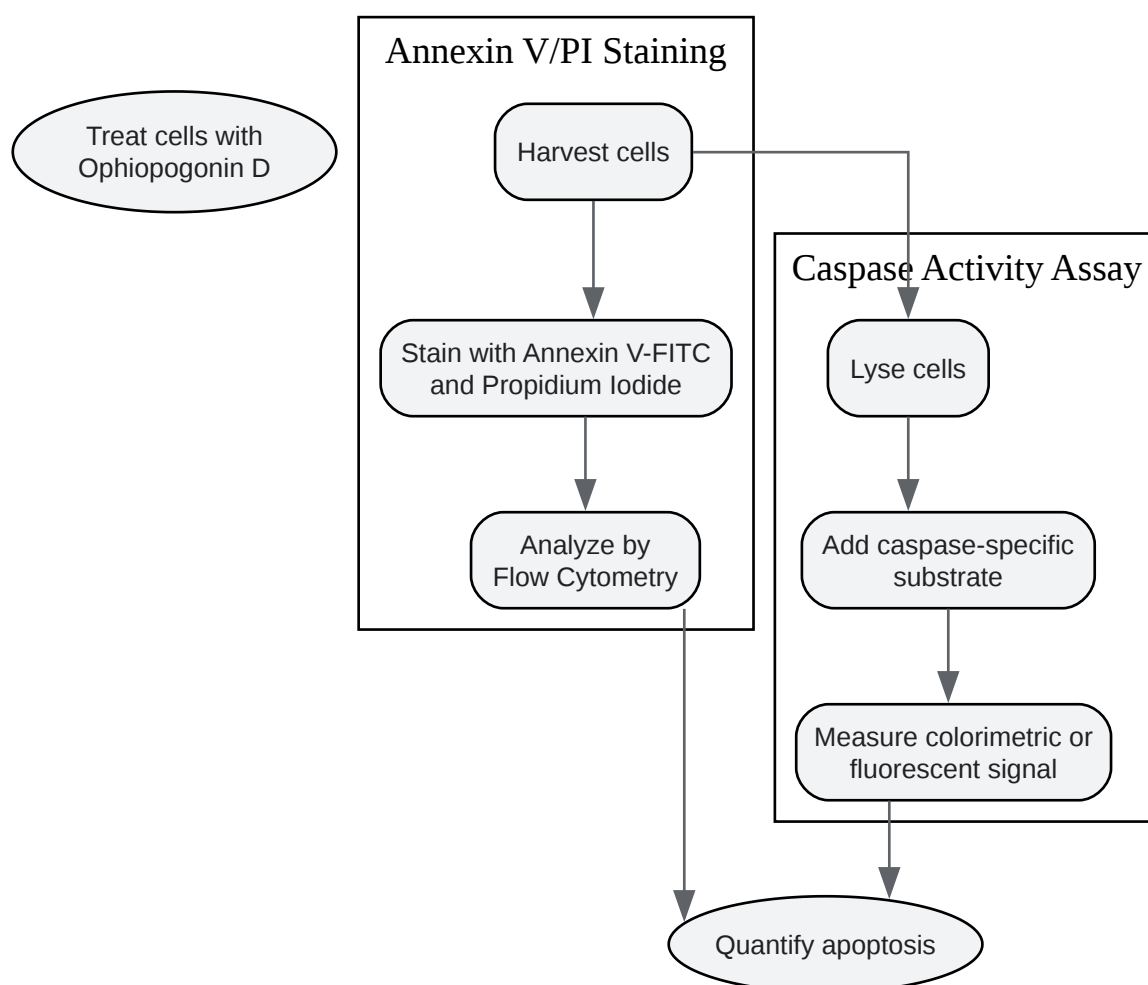 Annexin V/PI Staining
Treat cells with
Ophiopogonin D
Harvest cells
Caspase Activity Assay
Stain with Annexin V-FITC
and Propidium Iodide
Lyse cells
Analyze by
Flow Cytometry
Add caspase-specific
substrate
Measure colorimetric or
fluorescent signal
Quantify apoptosis